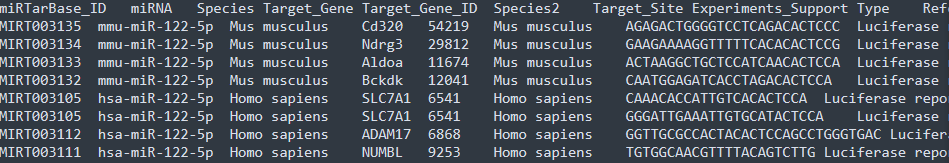 miRTarBase_ID miRNA Species Target_Gene Target_Gene_ID Species2 Target_Site Experiments_Support Type Ref
MIRT003135 mmu-miR-122-5p Mus musculus Cd320 54219 Mus musculus AGAGACTGGGGTCCTCAGACACTCCC Luciferase
MIRT003134 mmu-miR-122-5p Mus musculus Ndrg3 29812 Mus musculus GAAGAAAAGGTTTTTCACACACTCCG Luciferase
MIRT003133 mmu-miR-122-5p Mus musculus Aldoa 11674 Mus musculus ACTAAGGCTGCTCCATCAACACTCCA Luciferase
MIRT003132 mmu-miR-122-5p Mus musculus Bckdk 12041 Mus musculus CAATGGAGATCACCTAGACACTCCA Luciferase
MIRT003105 hsa-miR-122-5p Homo sapiens SLC7A1 6541 Homo sapiens CAAACACCATTGTCACACTCCA Luciferase repo
MIRT003105 hsa-miR-122-5p Homo sapiens SLC7A1 6541 Homo sapiens GGGATTGAAATTGTGCATACTCCA Luciferase re
MIRT003112 hsa-miR-122-5p Homo sapiens ADAM17 6868 Homo sapiens GGTTGCGCCACTACACTCCAGCCTGGGTGAC Luciferase
MIRT003111 hsa-miR-122-5p Homo sapiens NUMBL 9253 Homo sapiens TGTGGCAACGTTTTACAGTCTTG Luciferase rep